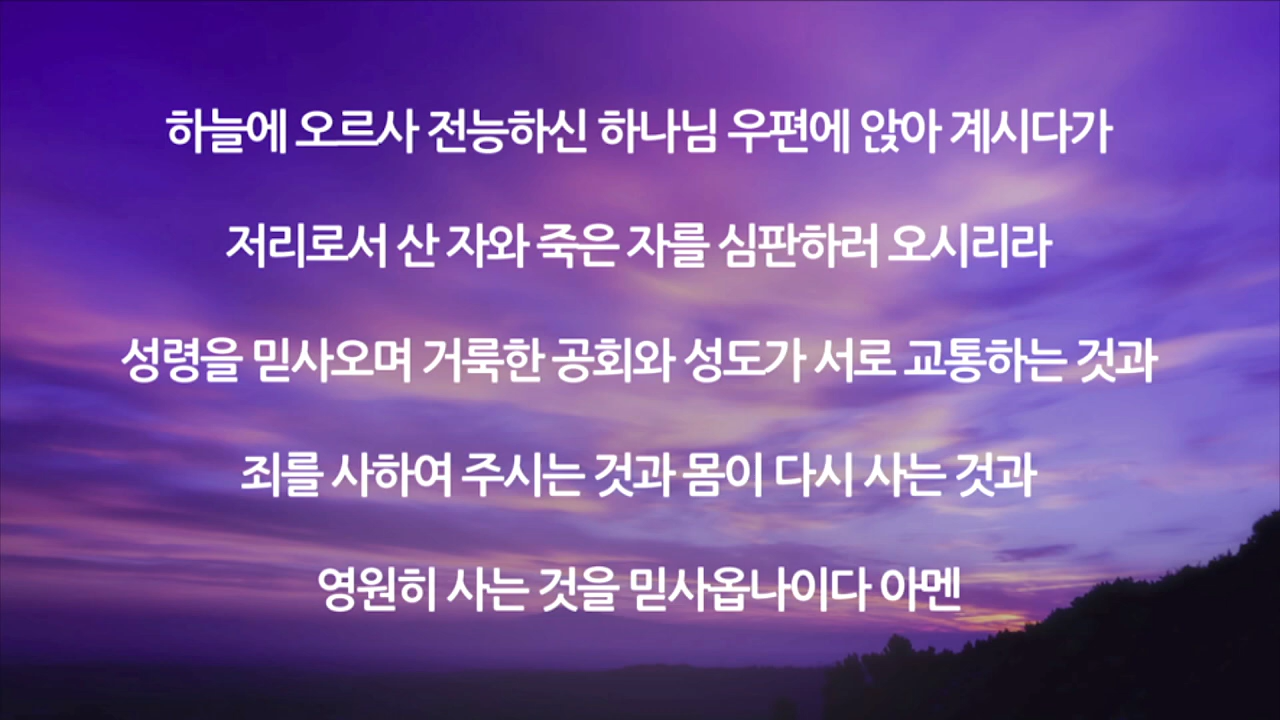 하늘에 오르사 전능하신 하나님 우편에 앉아 계시다가
저리로서 산 자와 죽은 자를 심판하러 오시리라
성령을 믿사오며 거룩한 공회와 성도가 서로 교통하는 것과
죄를 사하여 주시는 것과 몸이 다시 사는 것과
영원히 사는 것을 믿사옵나이다 아멘